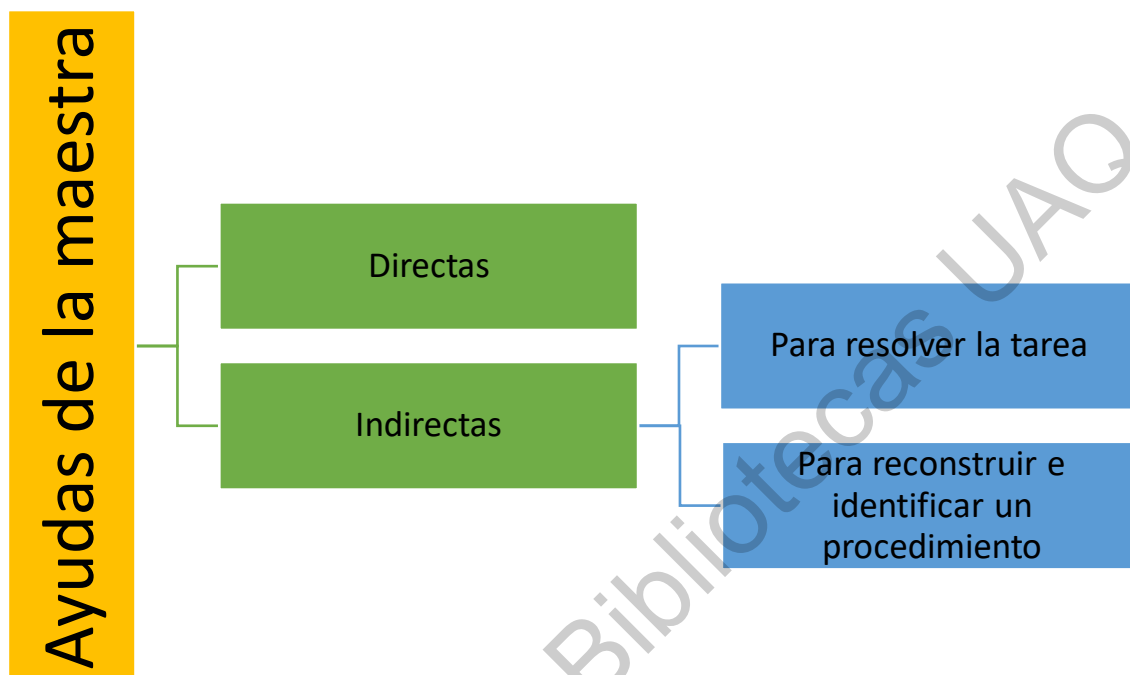 Ayudas de la maestra
Directas
Indirectas
Para resolver la tarea
Para reconstruir e
identificar un
procedimiento
Bibliotecas UAQ